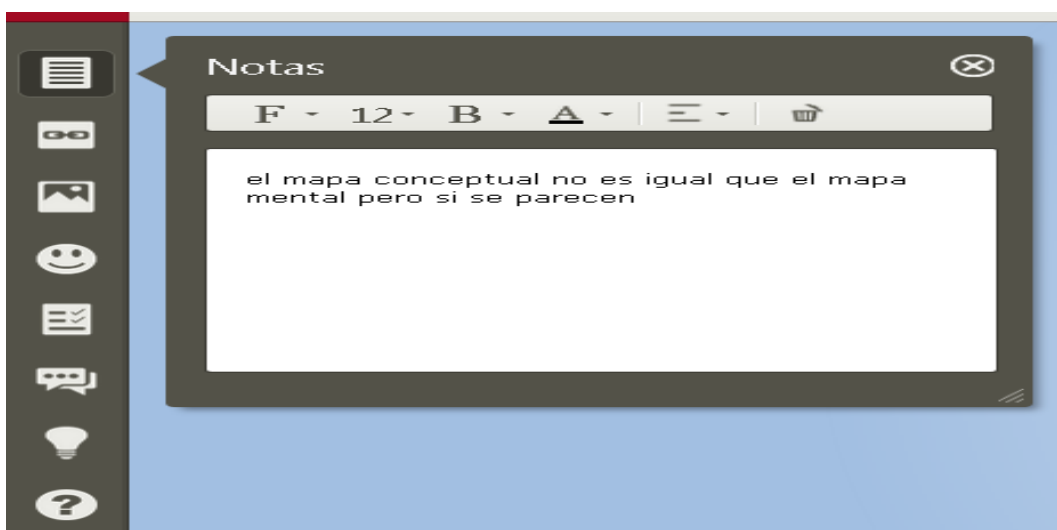 Notas
F 12 B A
el mapa conceptual no es igual que el mapa
mental pero si se parecen
?